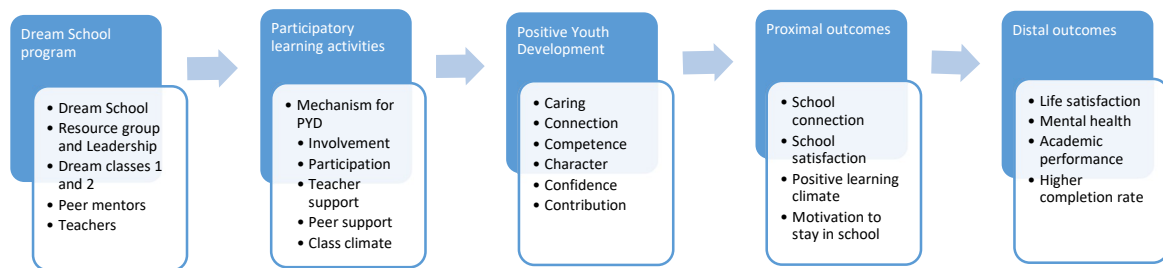 Dream School
program
• Dream School
• Resource group
and Leadership
• Dream classes 1
and 2
• Peer mentors
• Teachers
Participatory
learning activities
• Mechanism for
PYD
• Involvement
• Participation
• Teacher
support
• Peer support
• Class climate
Positive Youth
Development
• Caring
• Connection
• Competence
• Character
• Confidence
• Contribution
Proximal outcomes
• School
connection
• School
satisfaction
• Positive learning
climate
• Motivation to
stay in school
Distal outcomes
• Life satisfaction
• Mental health
• Academic
performance
• Higher
completion rate